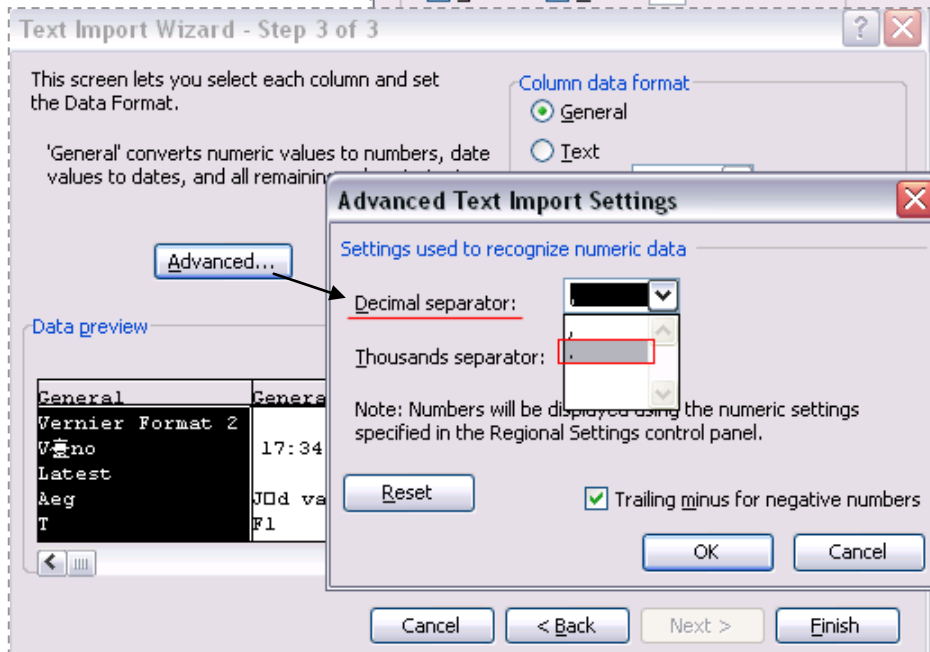 Text Import Wizard - Step 3 of 3
This screen lets you select each column and set
the Data Format.
'General' converts numeric values to numbers, date
values to dates, and all remaining
Advanced...
Column data format
General
Text
Advanced Text Import Settings
Settings used to recognize numeric data
Decimal separator: ,
,
.
Thousands separator:
Note: Numbers will be displayed using the numeric settings
specified in the Regional Settings control panel.
Reset
Trailing minus for negative numbers
OK Cancel
Data preview
General Genera
Vernier Format 2
17:34
Latest
Aeg J□d va
T F1
Cancel < Back Next > Finish